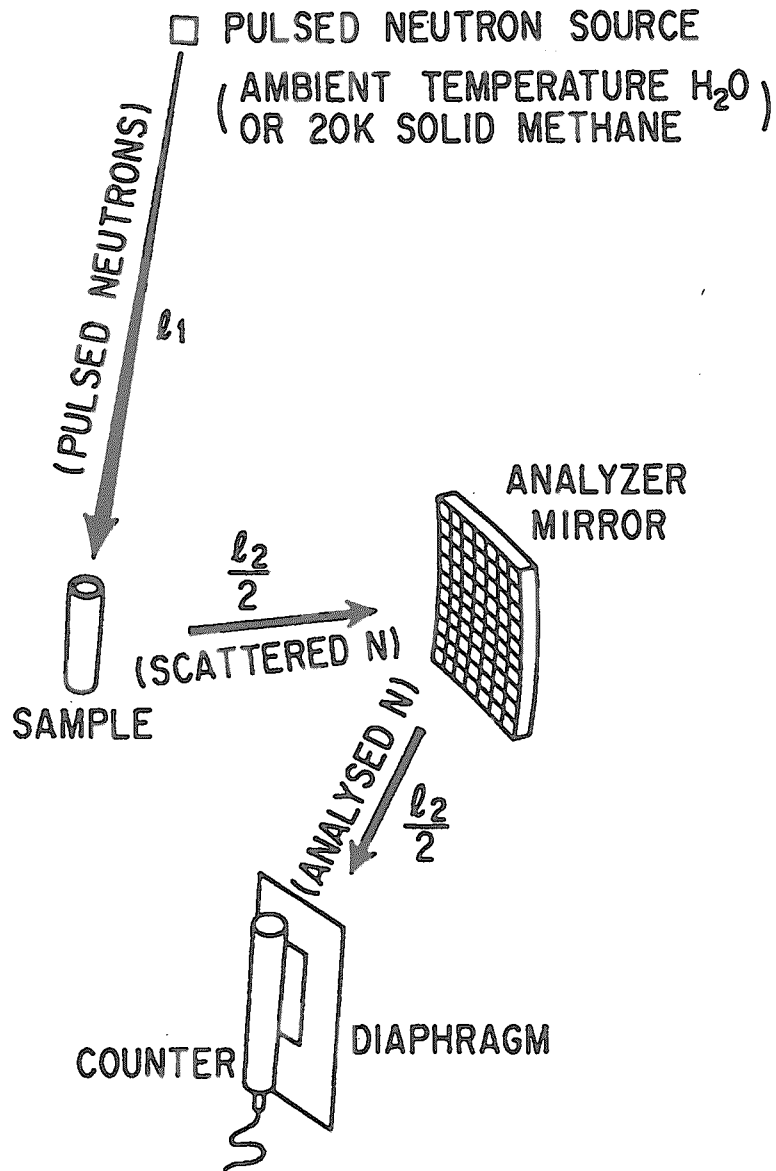 PULSED NEUTRON SOURCE
(AMBIENT TEMPERATURE H₂O
OR 20K SOLID METHANE)
(PULSED NEUTRONS)
ℓ₁
ANALYZER
MIRROR
ℓ₂
2
(SCATTERED N)
SAMPLE
(ANALYSED N)
ℓ₂
2
COUNTER
DIAPHRAGM